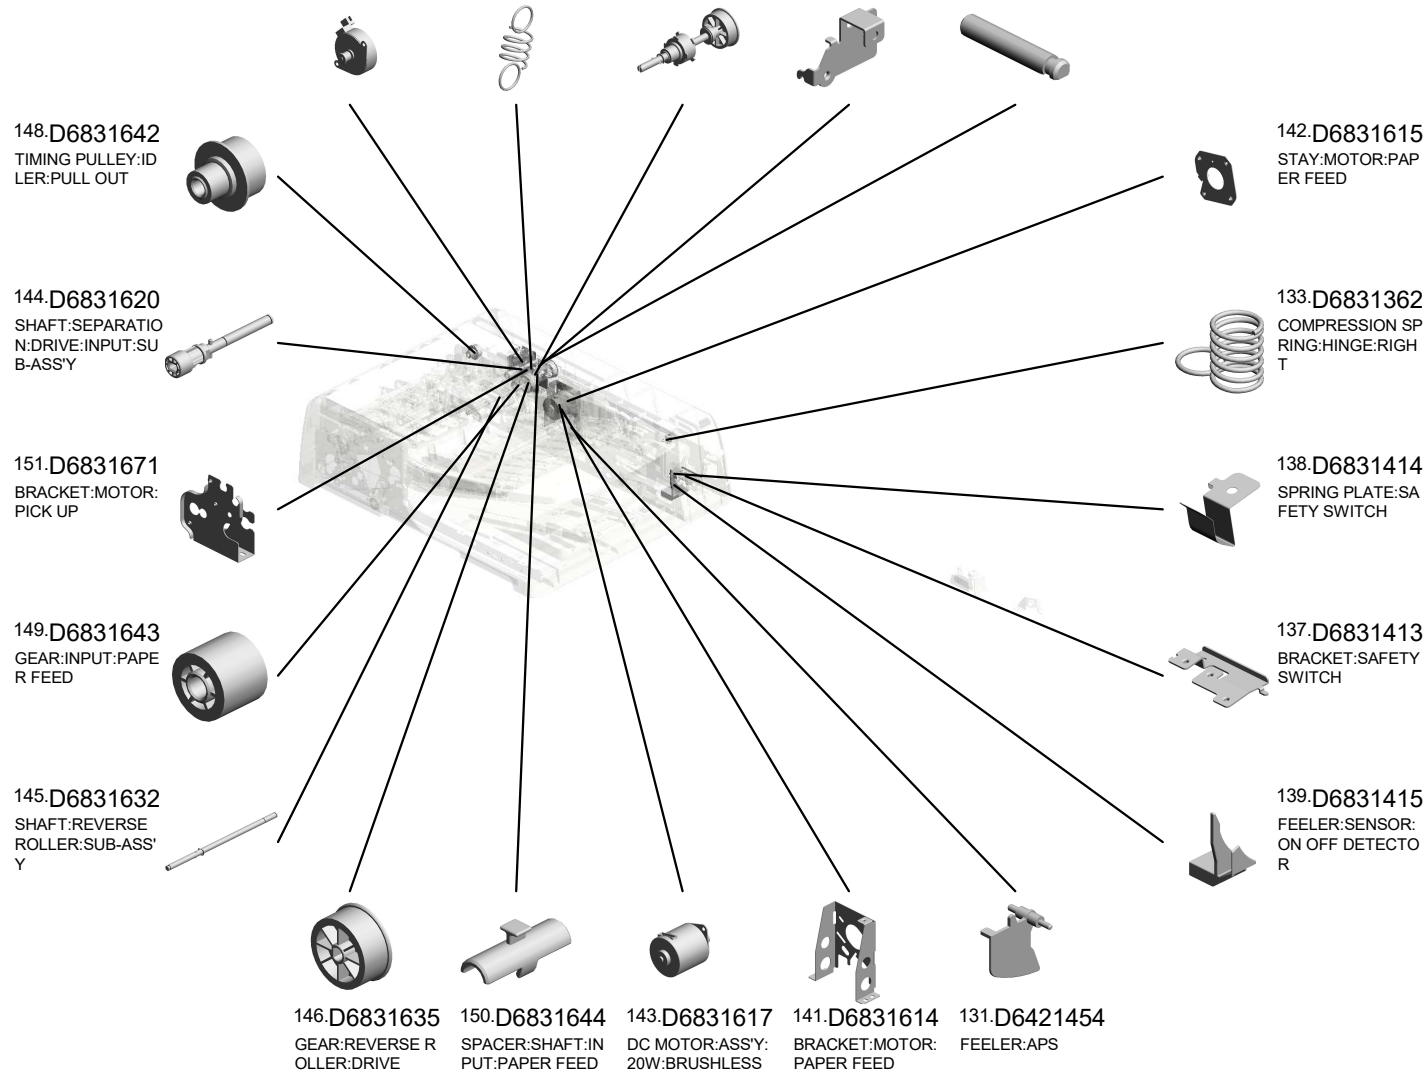 148.D6831642
TIMING PULLEY:ID
LER:PULL OUT
144.D6831620
SHAFT:SEPARATIO
N:DRIVE:INPUT:SU
B-ASS'Y
151.D6831671
BRACKET:MOTOR:
PICK UP
149.D6831643
GEAR:INPUT:PAPE
R FEED
145.D6831632
SHAFT:REVERSE
ROLLER:SUB-ASS'
Y
146.D6831635
GEAR:REVERSE R
OLLER:DRIVE
150.D6831644
SPACER:SHAFT:IN
PUT:PAPER FEED
143.D6831617
DC MOTOR:ASS'Y:
20W:BRUSHLESS
141.D6831614
BRACKET:MOTOR:
PAPER FEED
131.D6421454
FEELER:APS
142.D6831615
STAY:MOTOR:PAP
ER FEED
133.D6831362
COMPRESSION SP
RING:HINGE:RIGH
T
138.D6831414
SPRING PLATE:SA
FETY SWITCH
137.D6831413
BRACKET:SAFETY
SWITCH
139.D6831415
FEELER:SENSOR:
ON OFF DETECTO
R